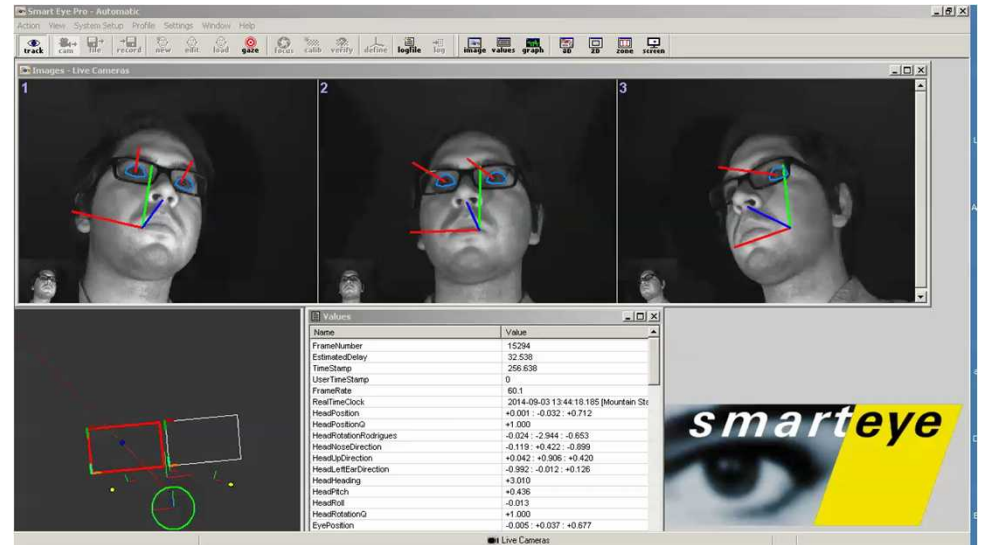 Smart Eye Pro - Automatic
Action View System Setup Profile Settings Window Help
track cam file record new edit load gaze focus calib verify define logfile log image values graph 3D 2D zone screen
Images - Live Cameras
1 2 3
Values
Name Value
FrameNumber 15294
EstimatedDelay 32.538
TimeStamp 256.638
UserTimeStamp 0
FrameRate 60.1
RealTimeClock 2014-09-03 13:44:18.185 [Mountain Sta
HeadPosition +0.001 : -0.032 : +0.712
HeadPositionQ +1.000
HeadRotationRodrigues -0.024 : -2.944 : -0.653
HeadNoseDirection -0.119 : +0.422 : -0.899
HeadUpDirection +0.042 : +0.906 : +0.420
HeadLeftEarDirection -0.992 : -0.012 : +0.126
HeadHeading +3.010
HeadPitch +0.436
HeadRoll -0.013
HeadRotationQ +1.000
EyePosition -0.005 : +0.037 : +0.677
smarteye
Live Cameras